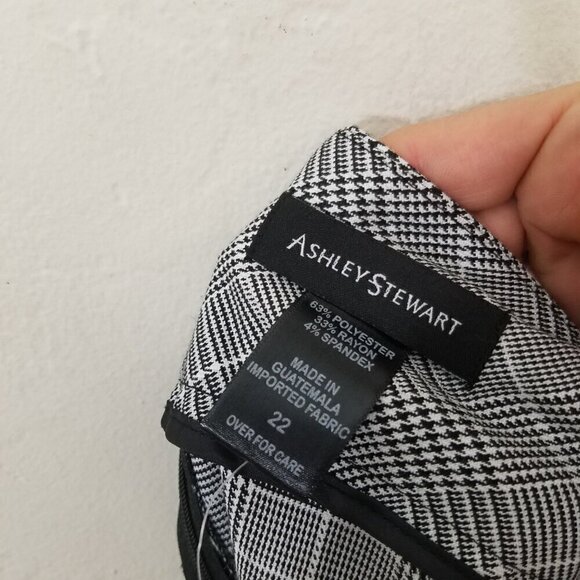 ASHLEY STEWART
63% POLYESTER
33% RAYON
4% SPANDEX
MADE IN
GUATEMALA
IMPORTED FABRIC
22
OVER FOR CARE